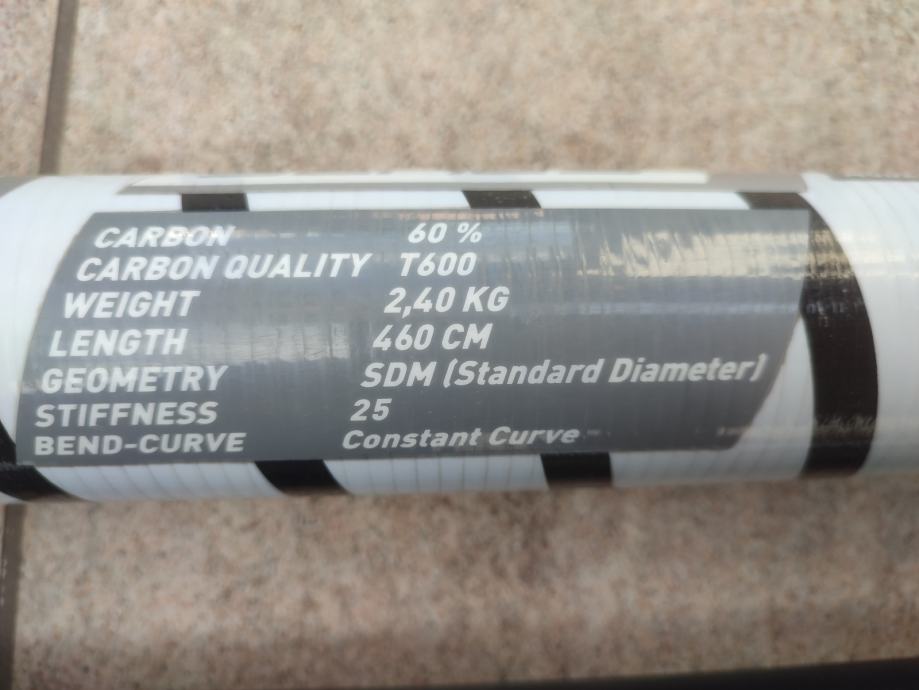 CARBON 60 %
CARBON QUALITY T600
WEIGHT 2,40 KG
LENGTH 460 CM
GEOMETRY SDM (Standard Diameter)
STIFFNESS 25
BEND-CURVE Constant Curve